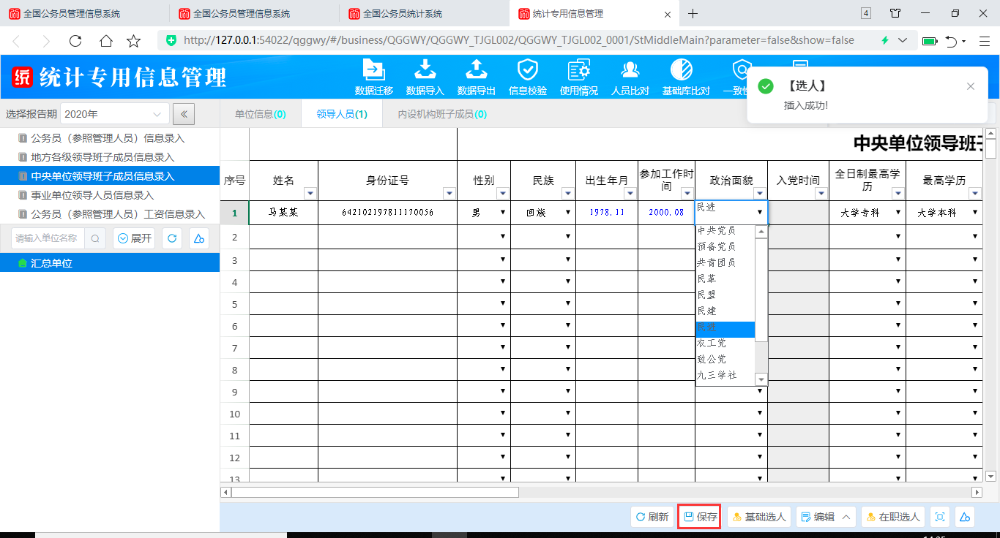 全国公务员管理信息系统 全国公务员管理信息系统 全国公务员统计系统 统计专用信息管理 4
http://127.0.0.1:54022/qggwy/#/business/QGGWY/QGGWY_TJGL002/QGGWY_TJGL002_0001/StMiddleMain?parameter=false&show=false
统 统计专用信息管理
数据迁移 数据导入 数据导出 信息校验 使用情况 人员比对 基础库比对 一致性
【选人】
插入成功!
选择报告期 2020年 《
单位信息(0) 领导人员(1) 内设机构班子成员(0)
公务员（参照管理人员）信息录入
地方各级领导班子成员信息录入
中央单位领导班子成员信息录入
事业单位领导人员信息录入
公务员（参照管理人员）工资信息录入
请输入单位名称 展开
汇总单位
中央单位领导班子
序号 姓名 身份证号 性别 民族 出生年月 参加工作时间 政治面貌 入党时间 全日制最高学历 最高学历
1 马某某 642102197811170056 男 回族 1978.11 2000.08 民进 大学专科 大学本科
中共党员
预备党员
共青团员
民革
民盟
民建
民进
农工党
致公党
九三学社
2
3
4
5
6
7
8
9
10
11
12
13
刷新 保存 基础选人 编辑 在职选人